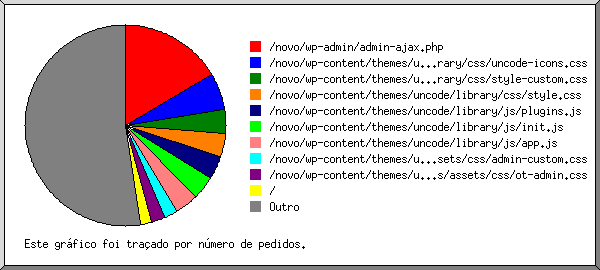 /novo/wp-admin/admin-ajax.php
/novo/wp-content/themes/u...rary/css/uncode-icons.css
/novo/wp-content/themes/u...rary/css/style-custom.css
/novo/wp-content/themes/uncode/library/css/style.css
/novo/wp-content/themes/uncode/library/js/plugins.js
/novo/wp-content/themes/uncode/library/js/init.js
/novo/wp-content/themes/uncode/library/js/app.js
/novo/wp-content/themes/u...sets/css/admin-custom.css
/novo/wp-content/themes/u...s/assets/css/ot-admin.css
/
Outro
Este gráfico foi traçado por número de pedidos.